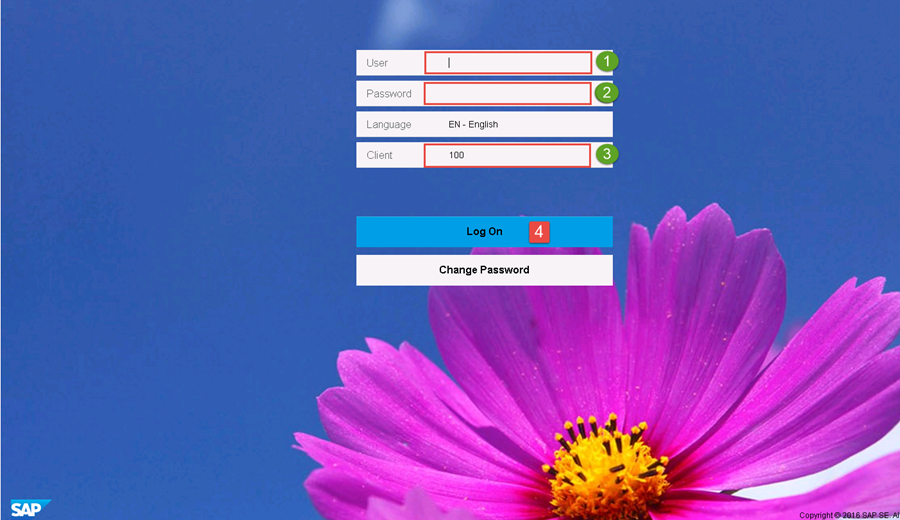 User 1
Password 2
Language EN - English
Client 100 3
Log On 4
Change Password
SAP
Copyright © 2016 SAP SE. Al